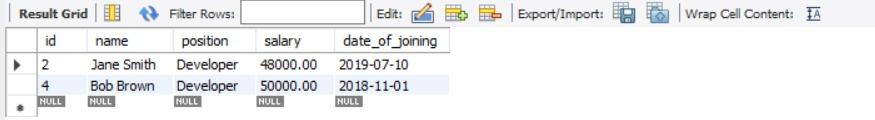 Result Grid Filter Rows: Edit: Export/Import: Wrap Cell Content: IA
id name position salary date_of_joining
2 Jane Smith Developer 48000.00 2019-07-10
4 Bob Brown Developer 50000.00 2018-11-01
NULL NULL NULL NULL NULL